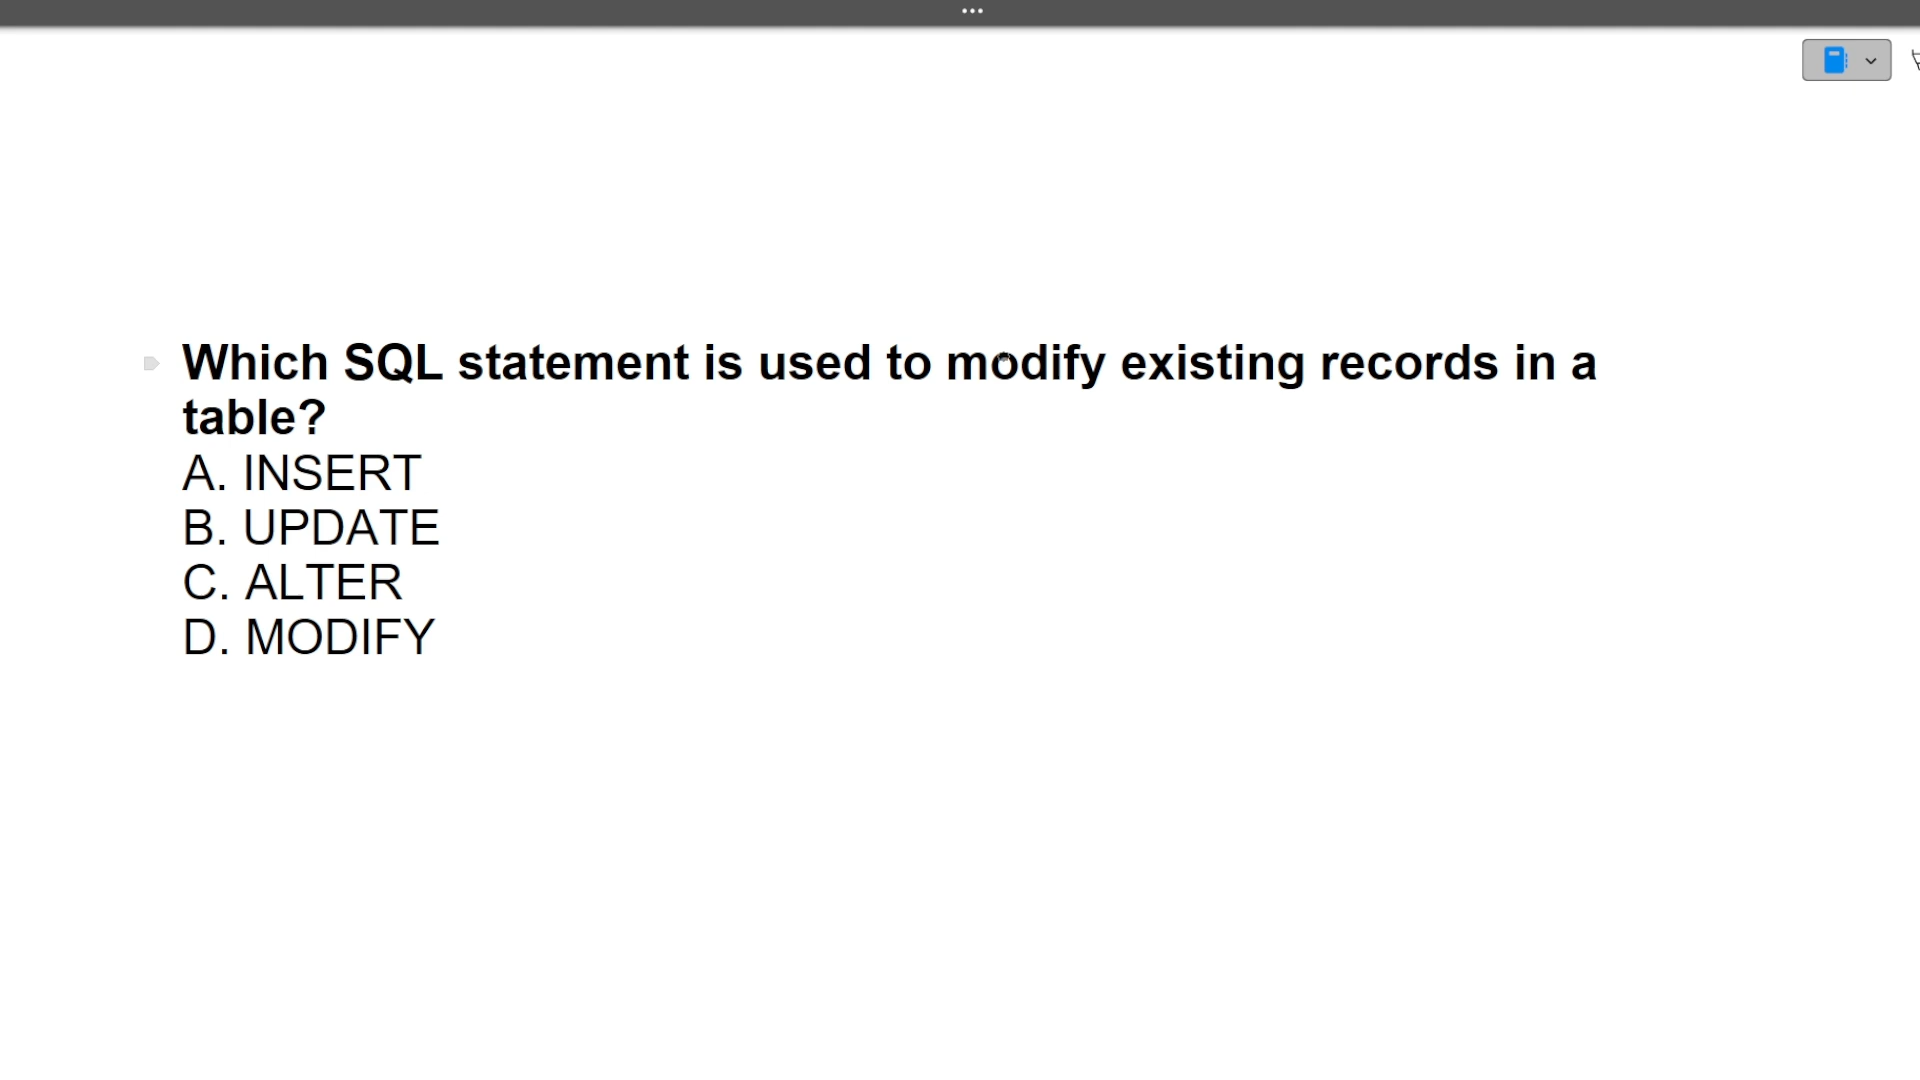 Which SQL statement is used to modify existing records in a
table?
A. INSERT
B. UPDATE
C. ALTER
D. MODIFY